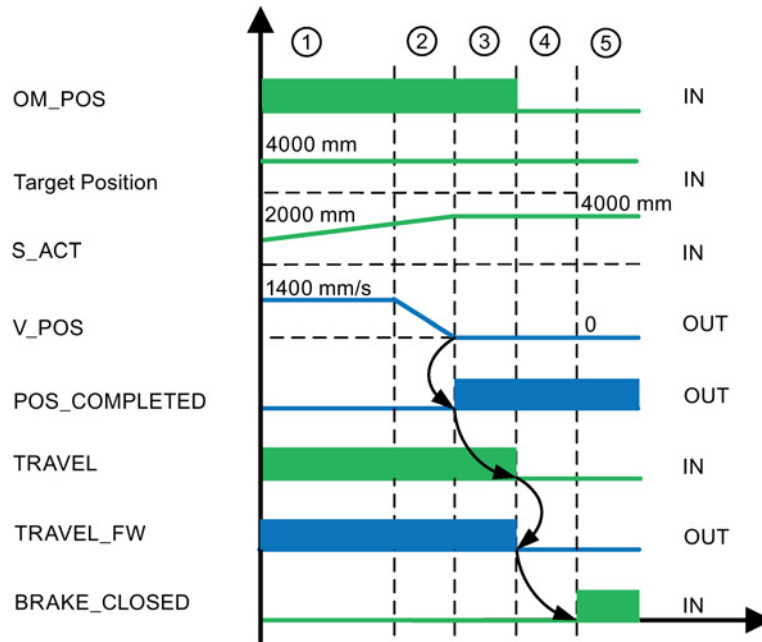 ① ② ③ ④ ⑤
OM_POS IN
4000 mm
Target Position IN
2000 mm 4000 mm
S_ACT IN
1400 mm/s
V_POS 0 OUT
POS_COMPLETED OUT
TRAVEL IN
TRAVEL_FW OUT
BRAKE_CLOSED IN